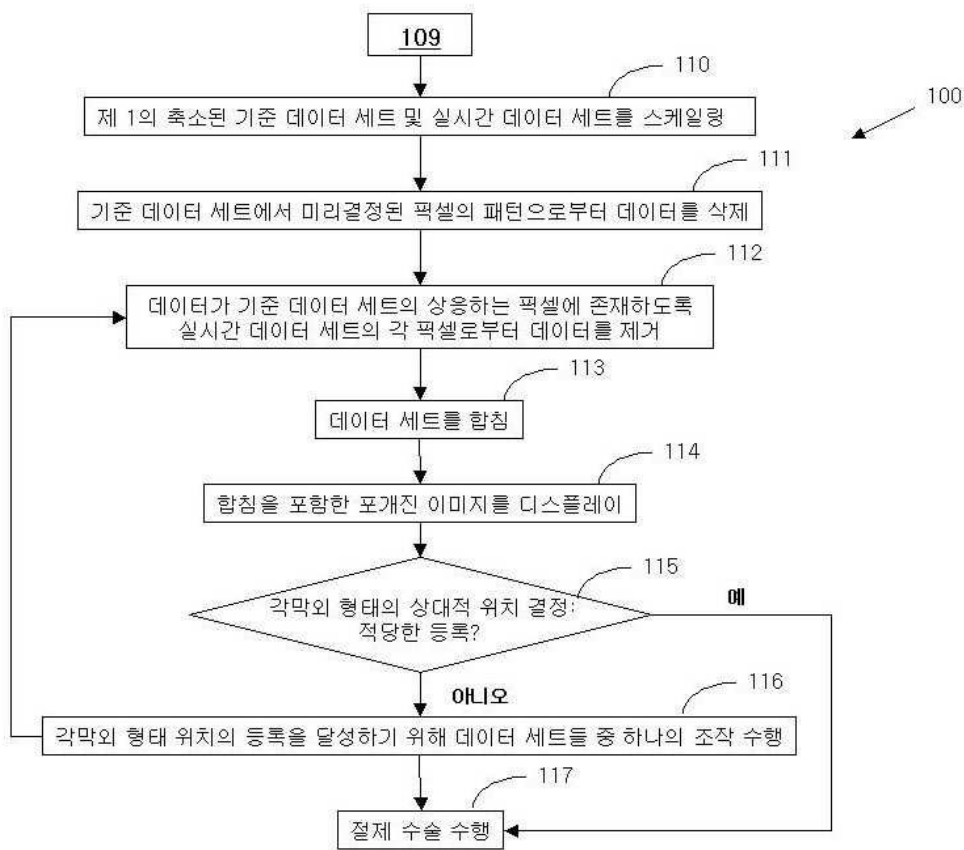 109
110
100
제 1의 축소된 기준 데이터 세트 및 실시간 데이터 세트를 스케일링
111
기준 데이터 세트에서 미리결정된 픽셀의 패턴으로부터 데이터를 삭제
112
데이터가 기준 데이터 세트의 상응하는 픽셀에 존재하도록
실시간 데이터 세트의 각 픽셀로부터 데이터를 제거
113
데이터 세트를 합침
114
합침을 포함한 포개진 이미지를 디스플레이
115
각막외 형태의 상대적 위치 결정:
적당한 등록?
예
아니오
116
각막외 형태 위치의 등록을 달성하기 위해 데이터 세트들 중 하나의 조작 수행
117
절제 수술 수행